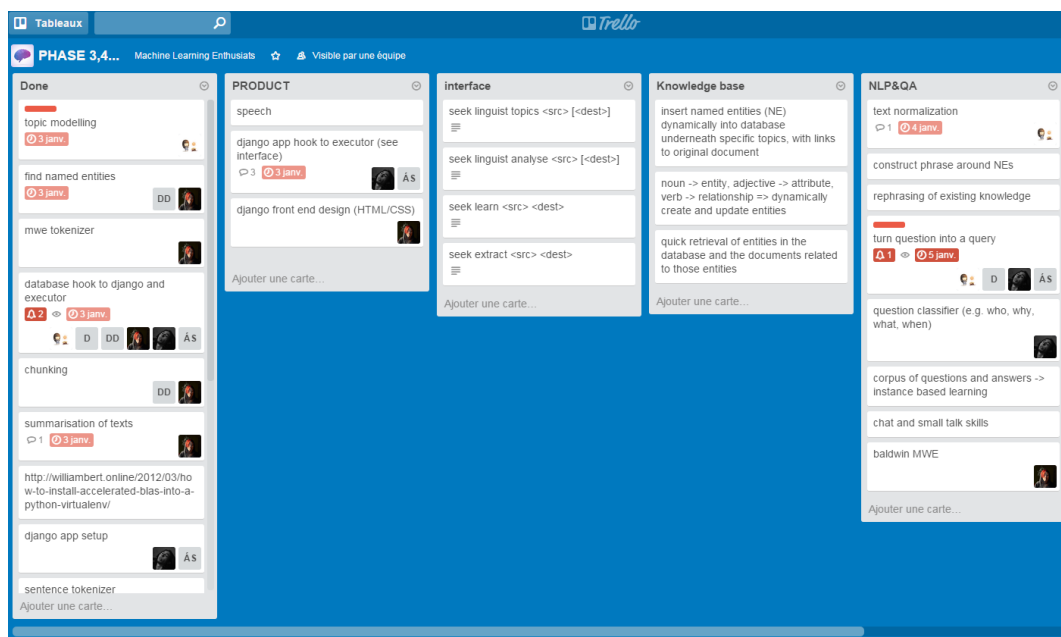 Tableaux
Trello
PHASE 3,4...
Machine Learning Enthusiats
Visible par une équipe
Done
topic modelling
3 janv.
find named entities
3 janv.
DD
mwe tokenizer
database hook to django and
executor
2
3 janv.
D
DD
ÁS
chunking
DD
summarisation of texts
1
3 janv.
http://williambert.online/2012/03/ho
w-to-install-accelerated-blas-into-a-
python-virtualenv/
django app setup
ÁS
sentence tokenizer
Ajouter une carte...
PRODUCT
speech
django app hook to executor (see
interface)
3
3 janv.
ÁS
django front end design (HTML/CSS)
Ajouter une carte...
interface
seek linguist topics <src> [<dest>]
seek linguist analyse <src> [<dest>]
seek learn <src> <dest>
seek extract <src> <dest>
Ajouter une carte...
Knowledge base
insert named entities (NE)
dynamically into database
underneath specific topics, with links
to original document
noun -> entity, adjective -> attribute,
verb -> relationship => dynamically
create and update entities
quick retrieval of entities in the
database and the documents related
to those entities
Ajouter une carte...
NLP&QA
text normalization
1
4 janv.
construct phrase around NEs
rephrasing of existing knowledge
turn question into a query
1
5 janv.
D
ÁS
question classifier (e.g. who, why,
what, when)
corpus of questions and answers ->
instance based learning
chat and small talk skills
baldwin MWE
Ajouter une carte...